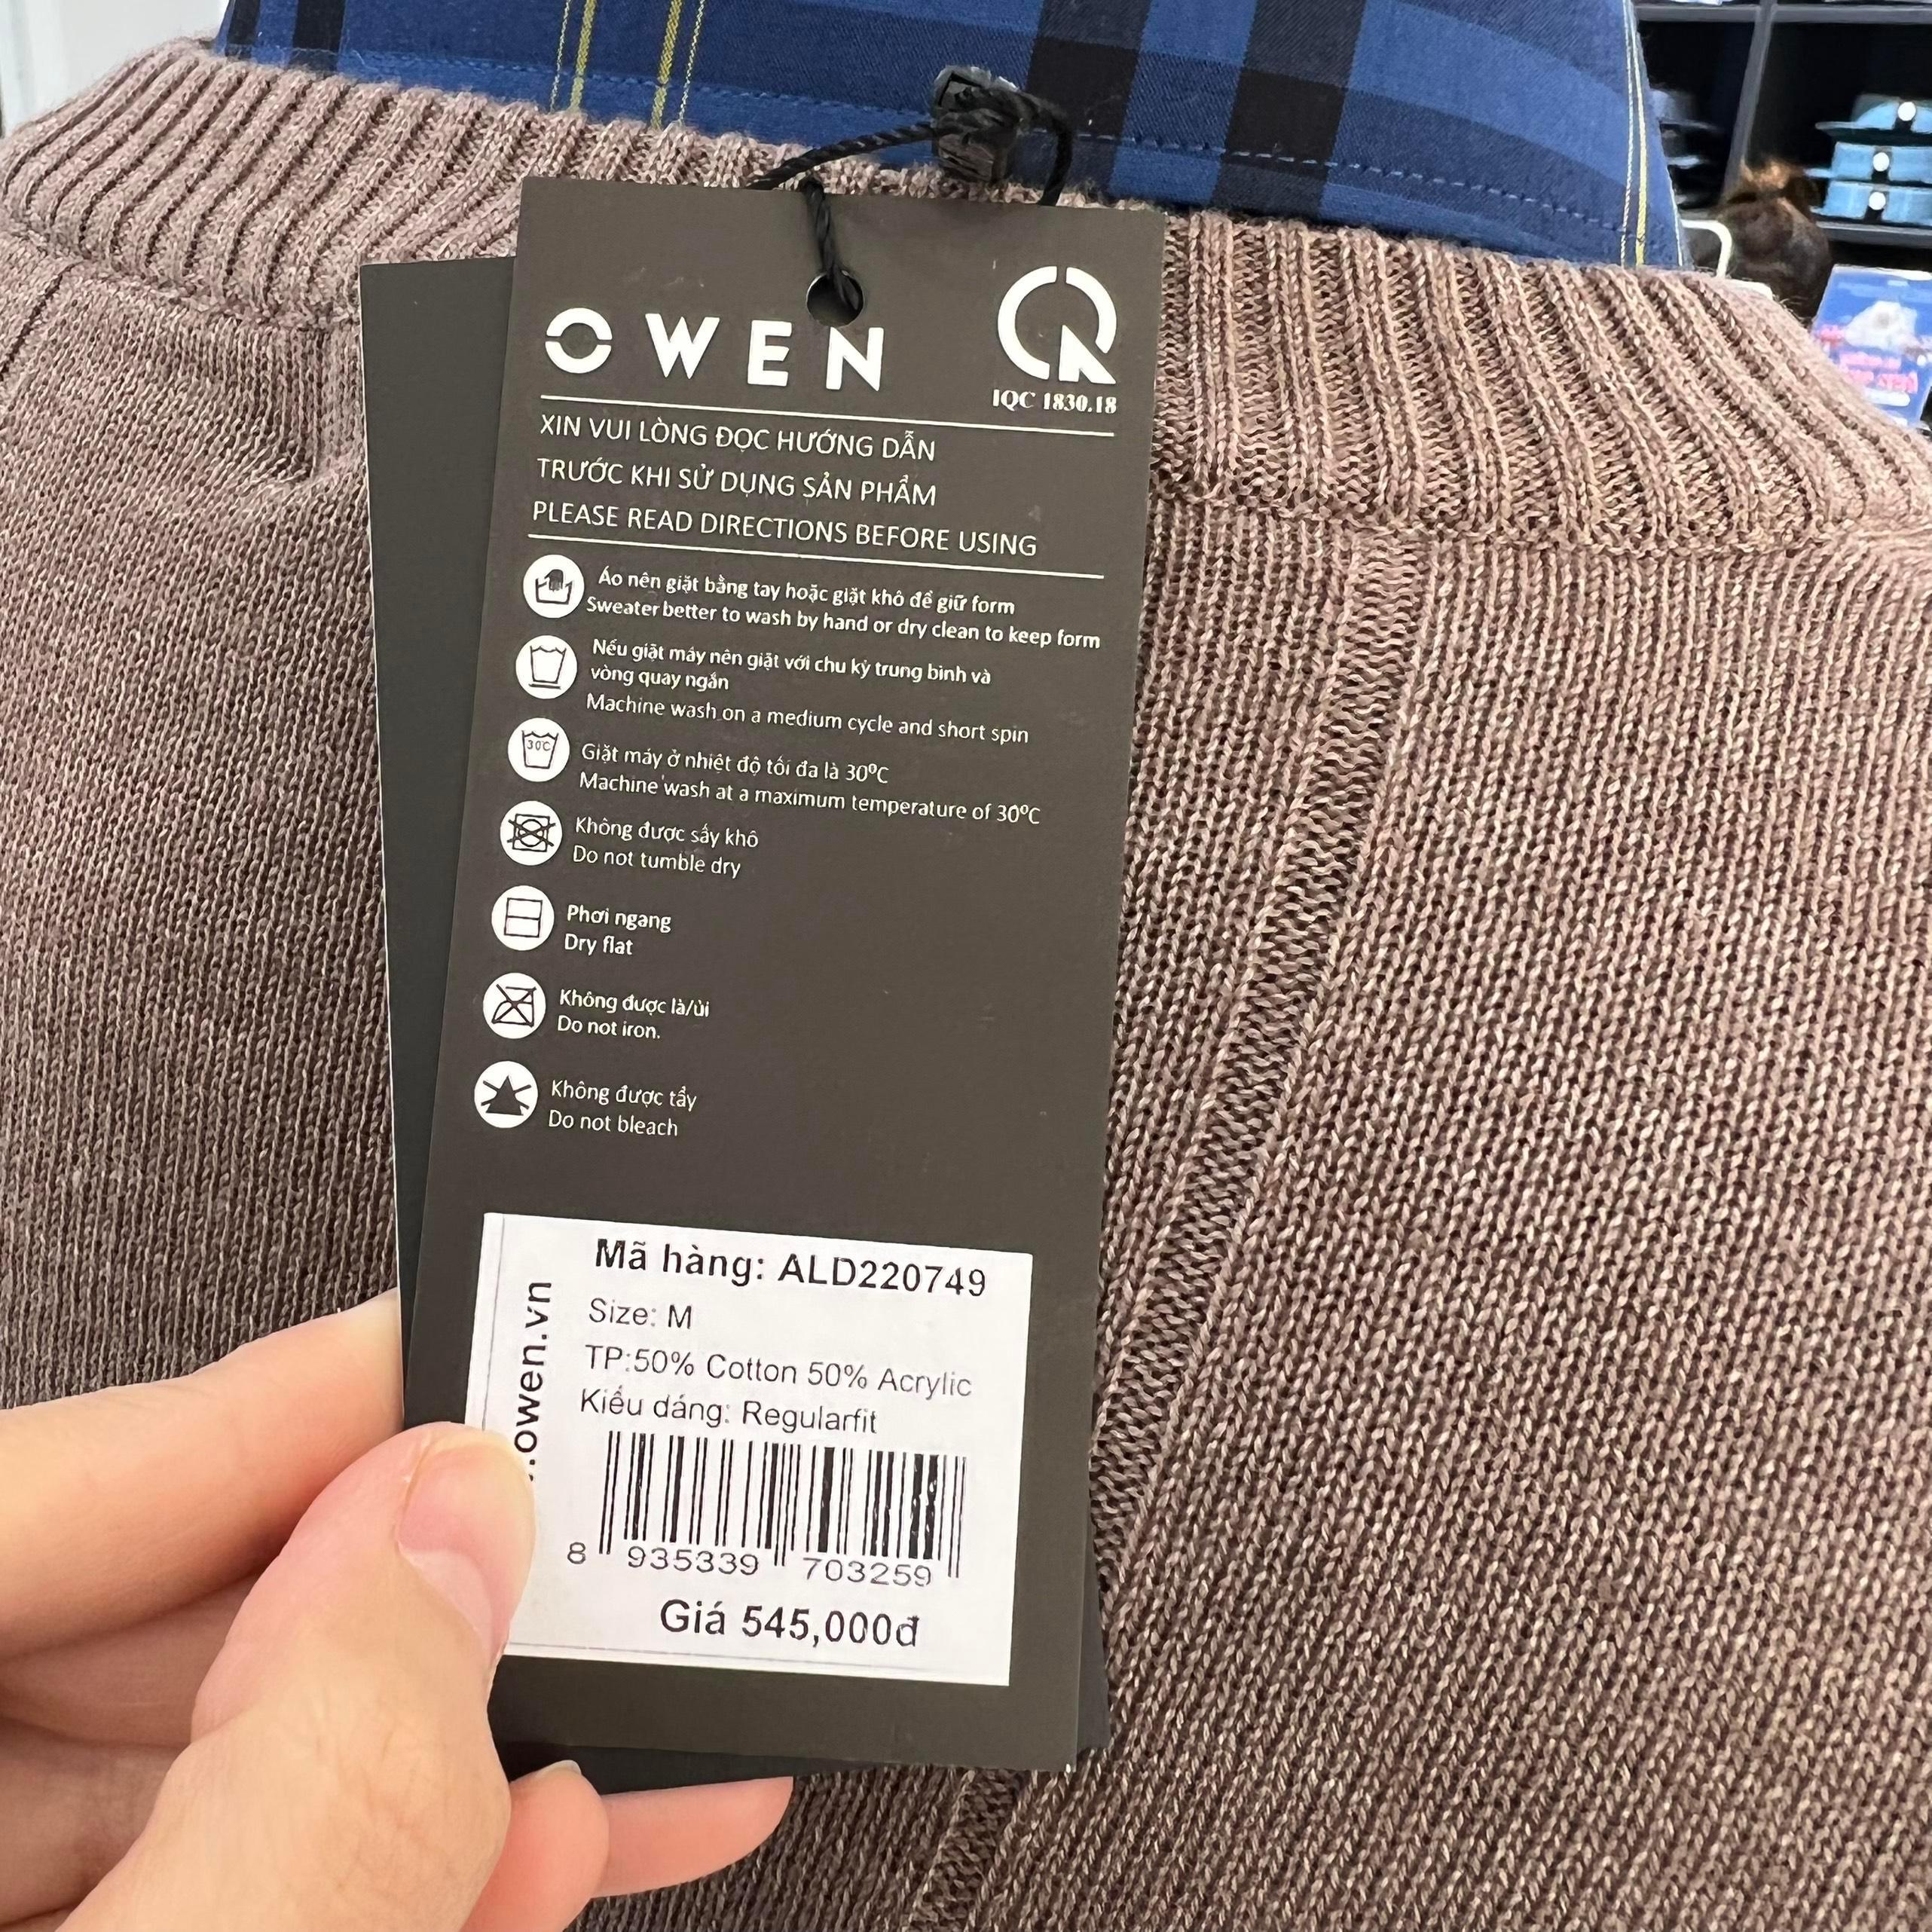 OWEN
IQC 1830.18
XIN VUI LÒNG ĐỌC HƯỚNG DẪN
TRƯỚC KHI SỬ DỤNG SẢN PHẨM
PLEASE READ DIRECTIONS BEFORE USING
Áo nên giặt bằng tay hoặc giặt khô để giữ form
Sweater better to wash by hand or dry clean to keep form
Nếu giặt máy nên giặt với chu kỳ trung bình và
vòng quay ngắn
Machine wash on a medium cycle and short spin
30C
Giặt máy ở nhiệt độ tối đa là 30ºC
Machine wash at a maximum temperature of 30ºC
Không được sấy khô
Do not tumble dry
Phơi ngang
Dry flat
Không được là/ủi
Do not iron.
Không được tẩy
Do not bleach
Mã hàng: ALD220749
Size: M
TP:50% Cotton 50% Acrylic
Kiểu dáng: Regularfit
8 935339 703259
Giá 545,000đ
.owen.vn